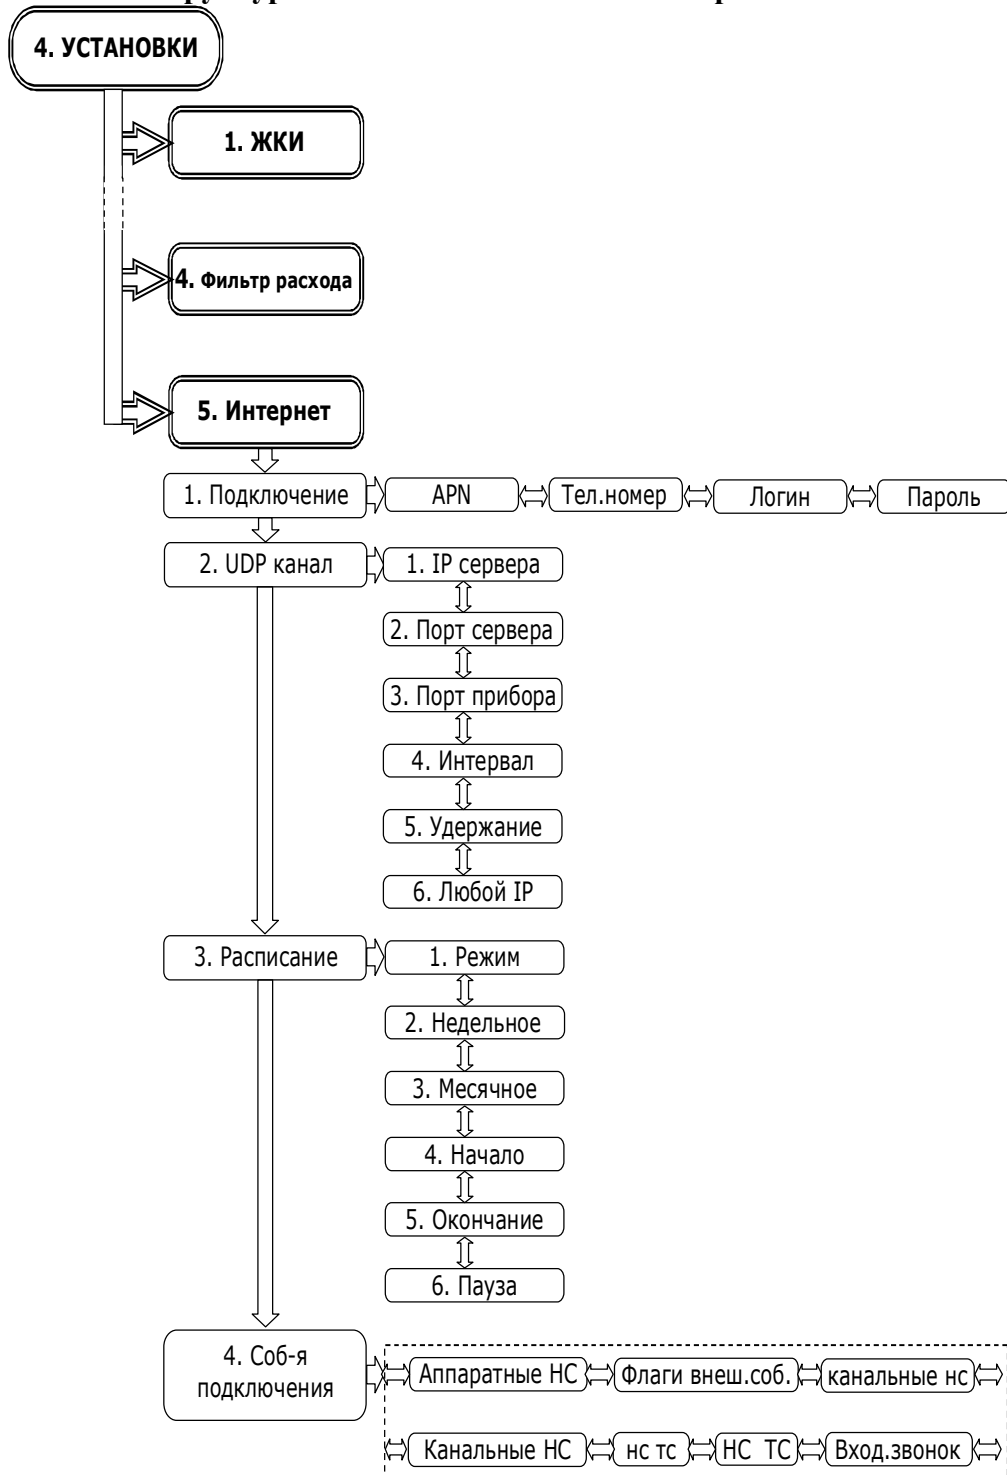 4. УСТАНОВКИ
1. ЖКИ
4. Фильтр расхода
5. Интернет
1. Подключение APN Тел.номер Логин Пароль
2. UDP канал 1. IP сервера
2. Порт сервера
3. Порт прибора
4. Интервал
5. Удержание
6. Любой IP
3. Расписание 1. Режим
2. Недельное
3. Месячное
4. Начало
5. Окончание
6. Пауза
4. Соб-я
подключения
Аппаратные НС Флаги внеш.соб. канальные нс
Канальные НС нс тс НС ТС Вход.звонок